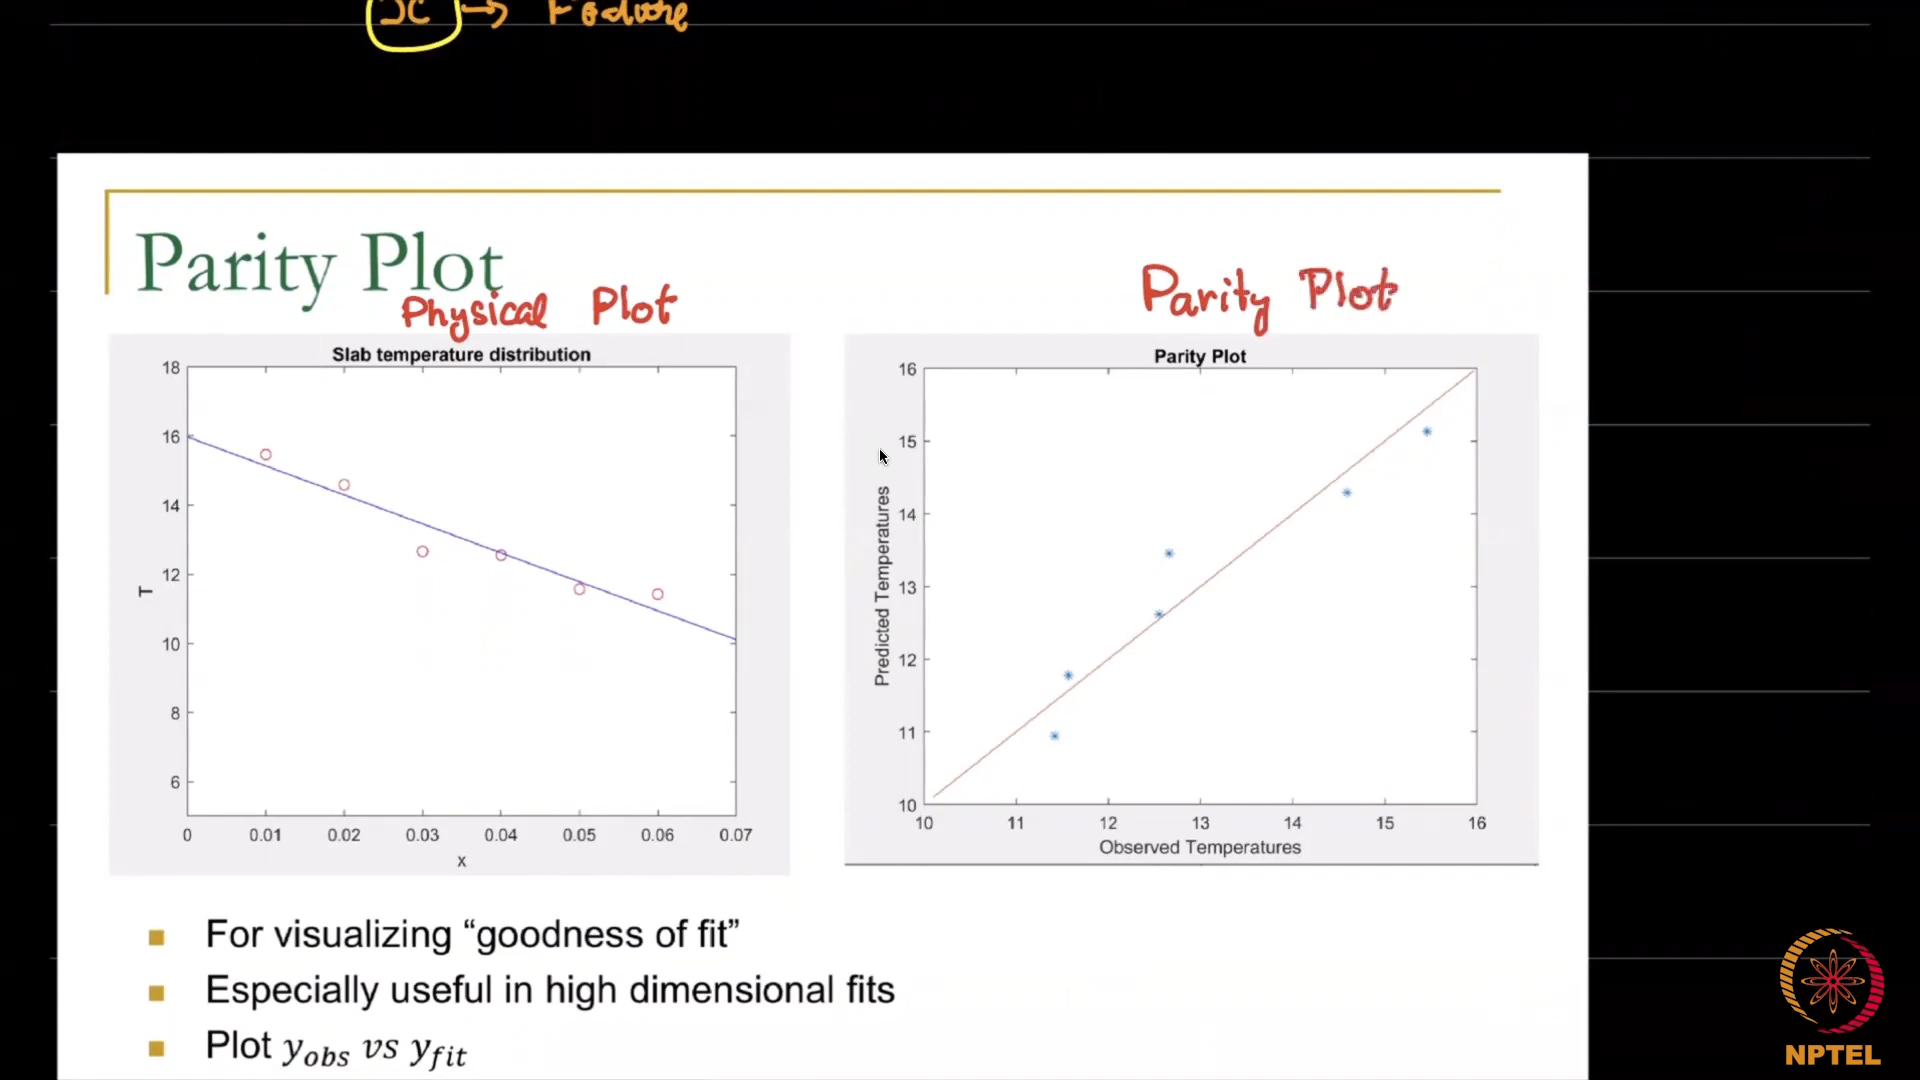 x → Feature
Parity Plot
Physical Plot
Parity Plot
Slab temperature distribution
18
16
14
12
10
8
6
T
0 0.01 0.02 0.03 0.04 0.05 0.06 0.07
x
Parity Plot
16
15
14
13
12
11
10
Predicted Temperatures
10 11 12 13 14 15 16
Observed Temperatures
■ For visualizing “goodness of fit”
■ Especially useful in high dimensional fits
■ Plot y_obs vs y_fit
NPTEL